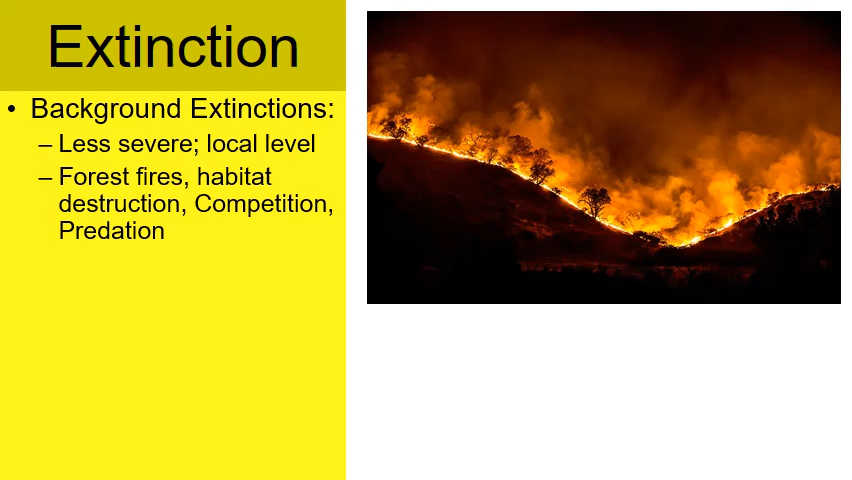 Extinction
• Background Extinctions:
– Less severe; local level
– Forest fires, habitat
destruction, Competition,
Predation